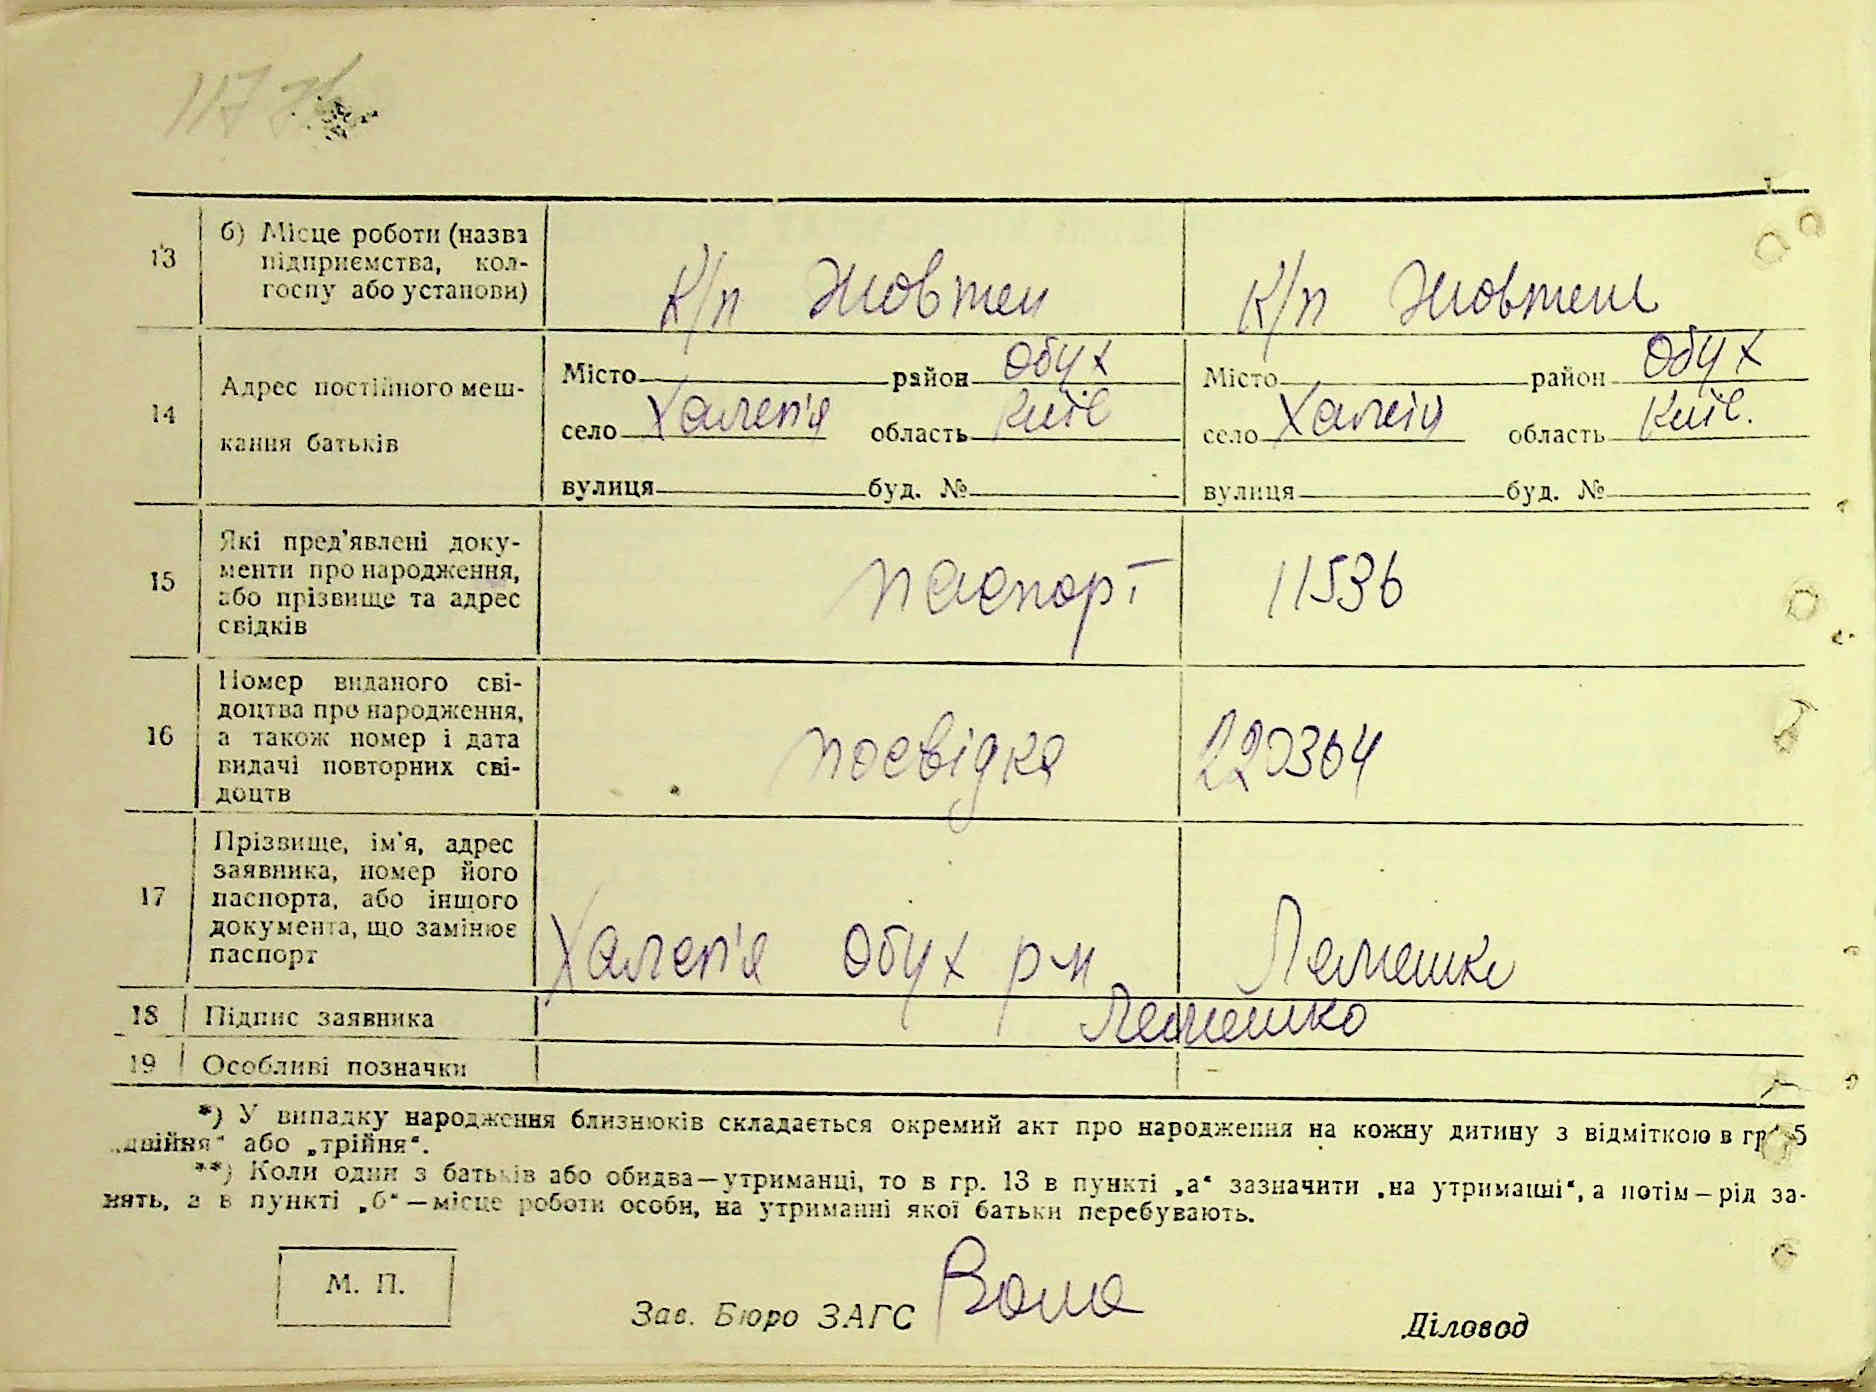 117
13 б) Місце роботи (назва підприємства, колгоспу або установи) К/п Жовтен К/п Жовтень
14 Адрес постійного мешкання батьків
Місто район Обух Місто район Обух
село Халеп'я область Київ село Халепя область Київ.
вулиця буд. № вулиця буд. №
15 Які пред'явлені доку-
менти про народження,
або прізвище та адрес
свідків
паспорт 11536
16 Номер виданого сві-
доцтва про народження,
а також номер і дата
видачі повторних сві-
доцтв
посвідка 220364
17 Прізвище, ім'я, адрес
заявника, номер його
паспорта, або іншого
документа, що замінює
паспорт
Халеп'я Обух р-н Лемешко
18 Підпис заявника Лемешко
19 Особливі позначки
*) У випадку народження близнюків складається окремий акт про народження на кожну дитину з відміткою в гр. 5
„двійня“ або „трійня“.
**) Коли один з батьків або обидва—утриманці, то в гр. 13 в пункті „а“ зазначити „на утриманні“, а потім—рід за-
нять, а в пункті „б“—місце роботи особи, на утриманні якої батьки перебувають.
М. П.
Зав. Бюро ЗАГС
Діловод